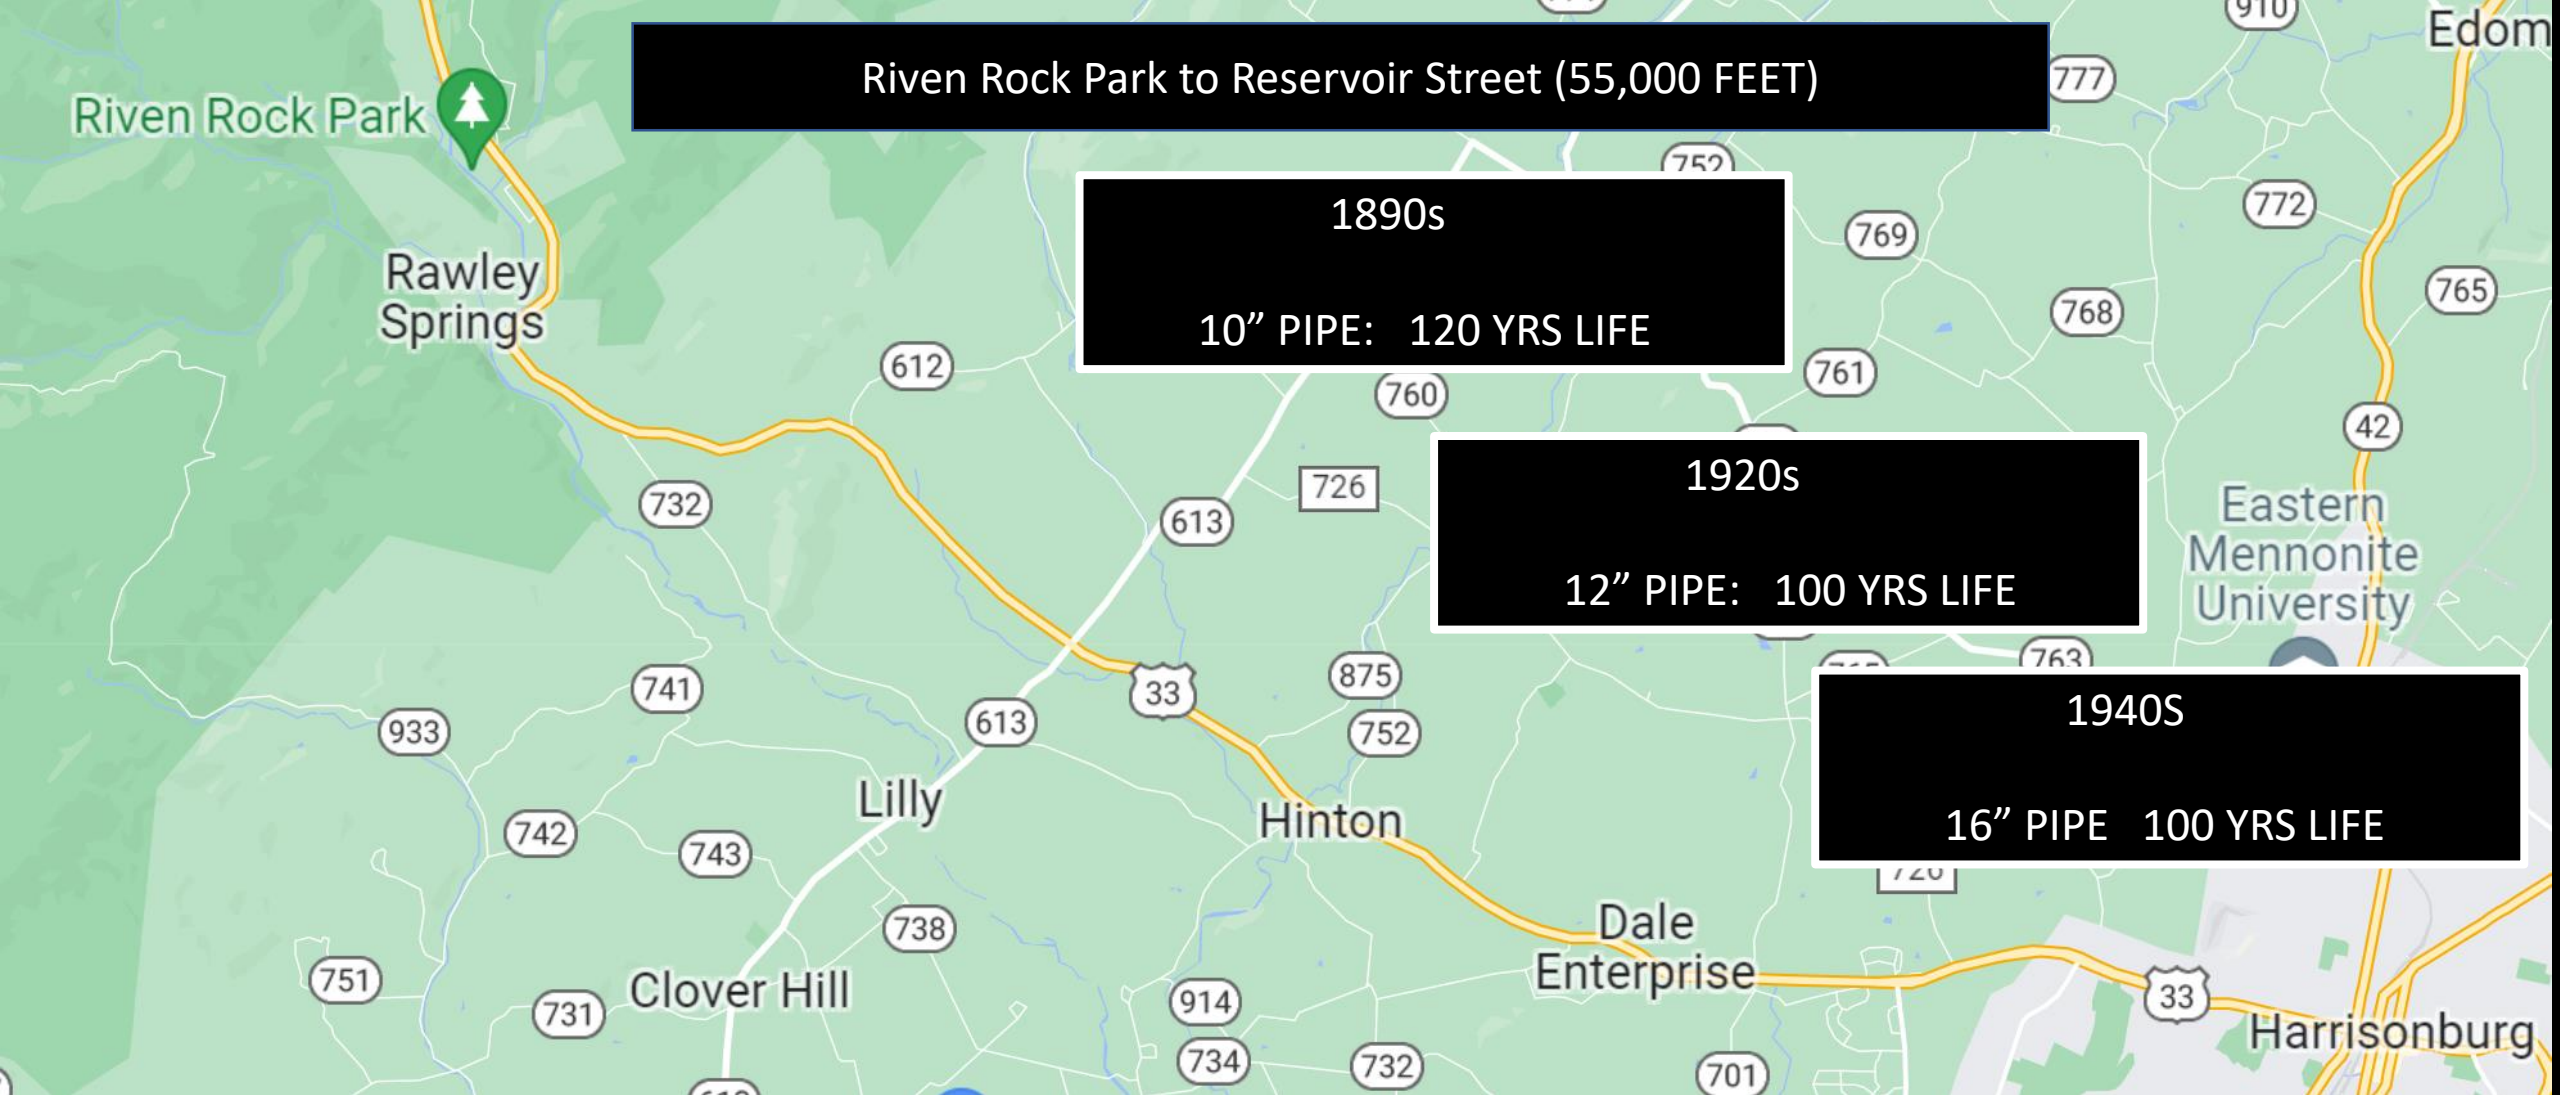 910
Edom
Riven Rock Park to Reservoir Street (55,000 FEET)
777
Riven Rock Park
752
1890s
10” PIPE:   120 YRS LIFE
772
769
Rawley
Springs
765
768
612
761
760
42
1920s
12” PIPE:   100 YRS LIFE
726
732
613
Eastern
Mennonite
University
763
875
741
33
613
752
933
1940S
16” PIPE   100 YRS LIFE
Lilly
Hinton
742
743
726
738
Dale
Enterprise
751
Clover Hill
731
914
33
Harrisonburg
734
732
701